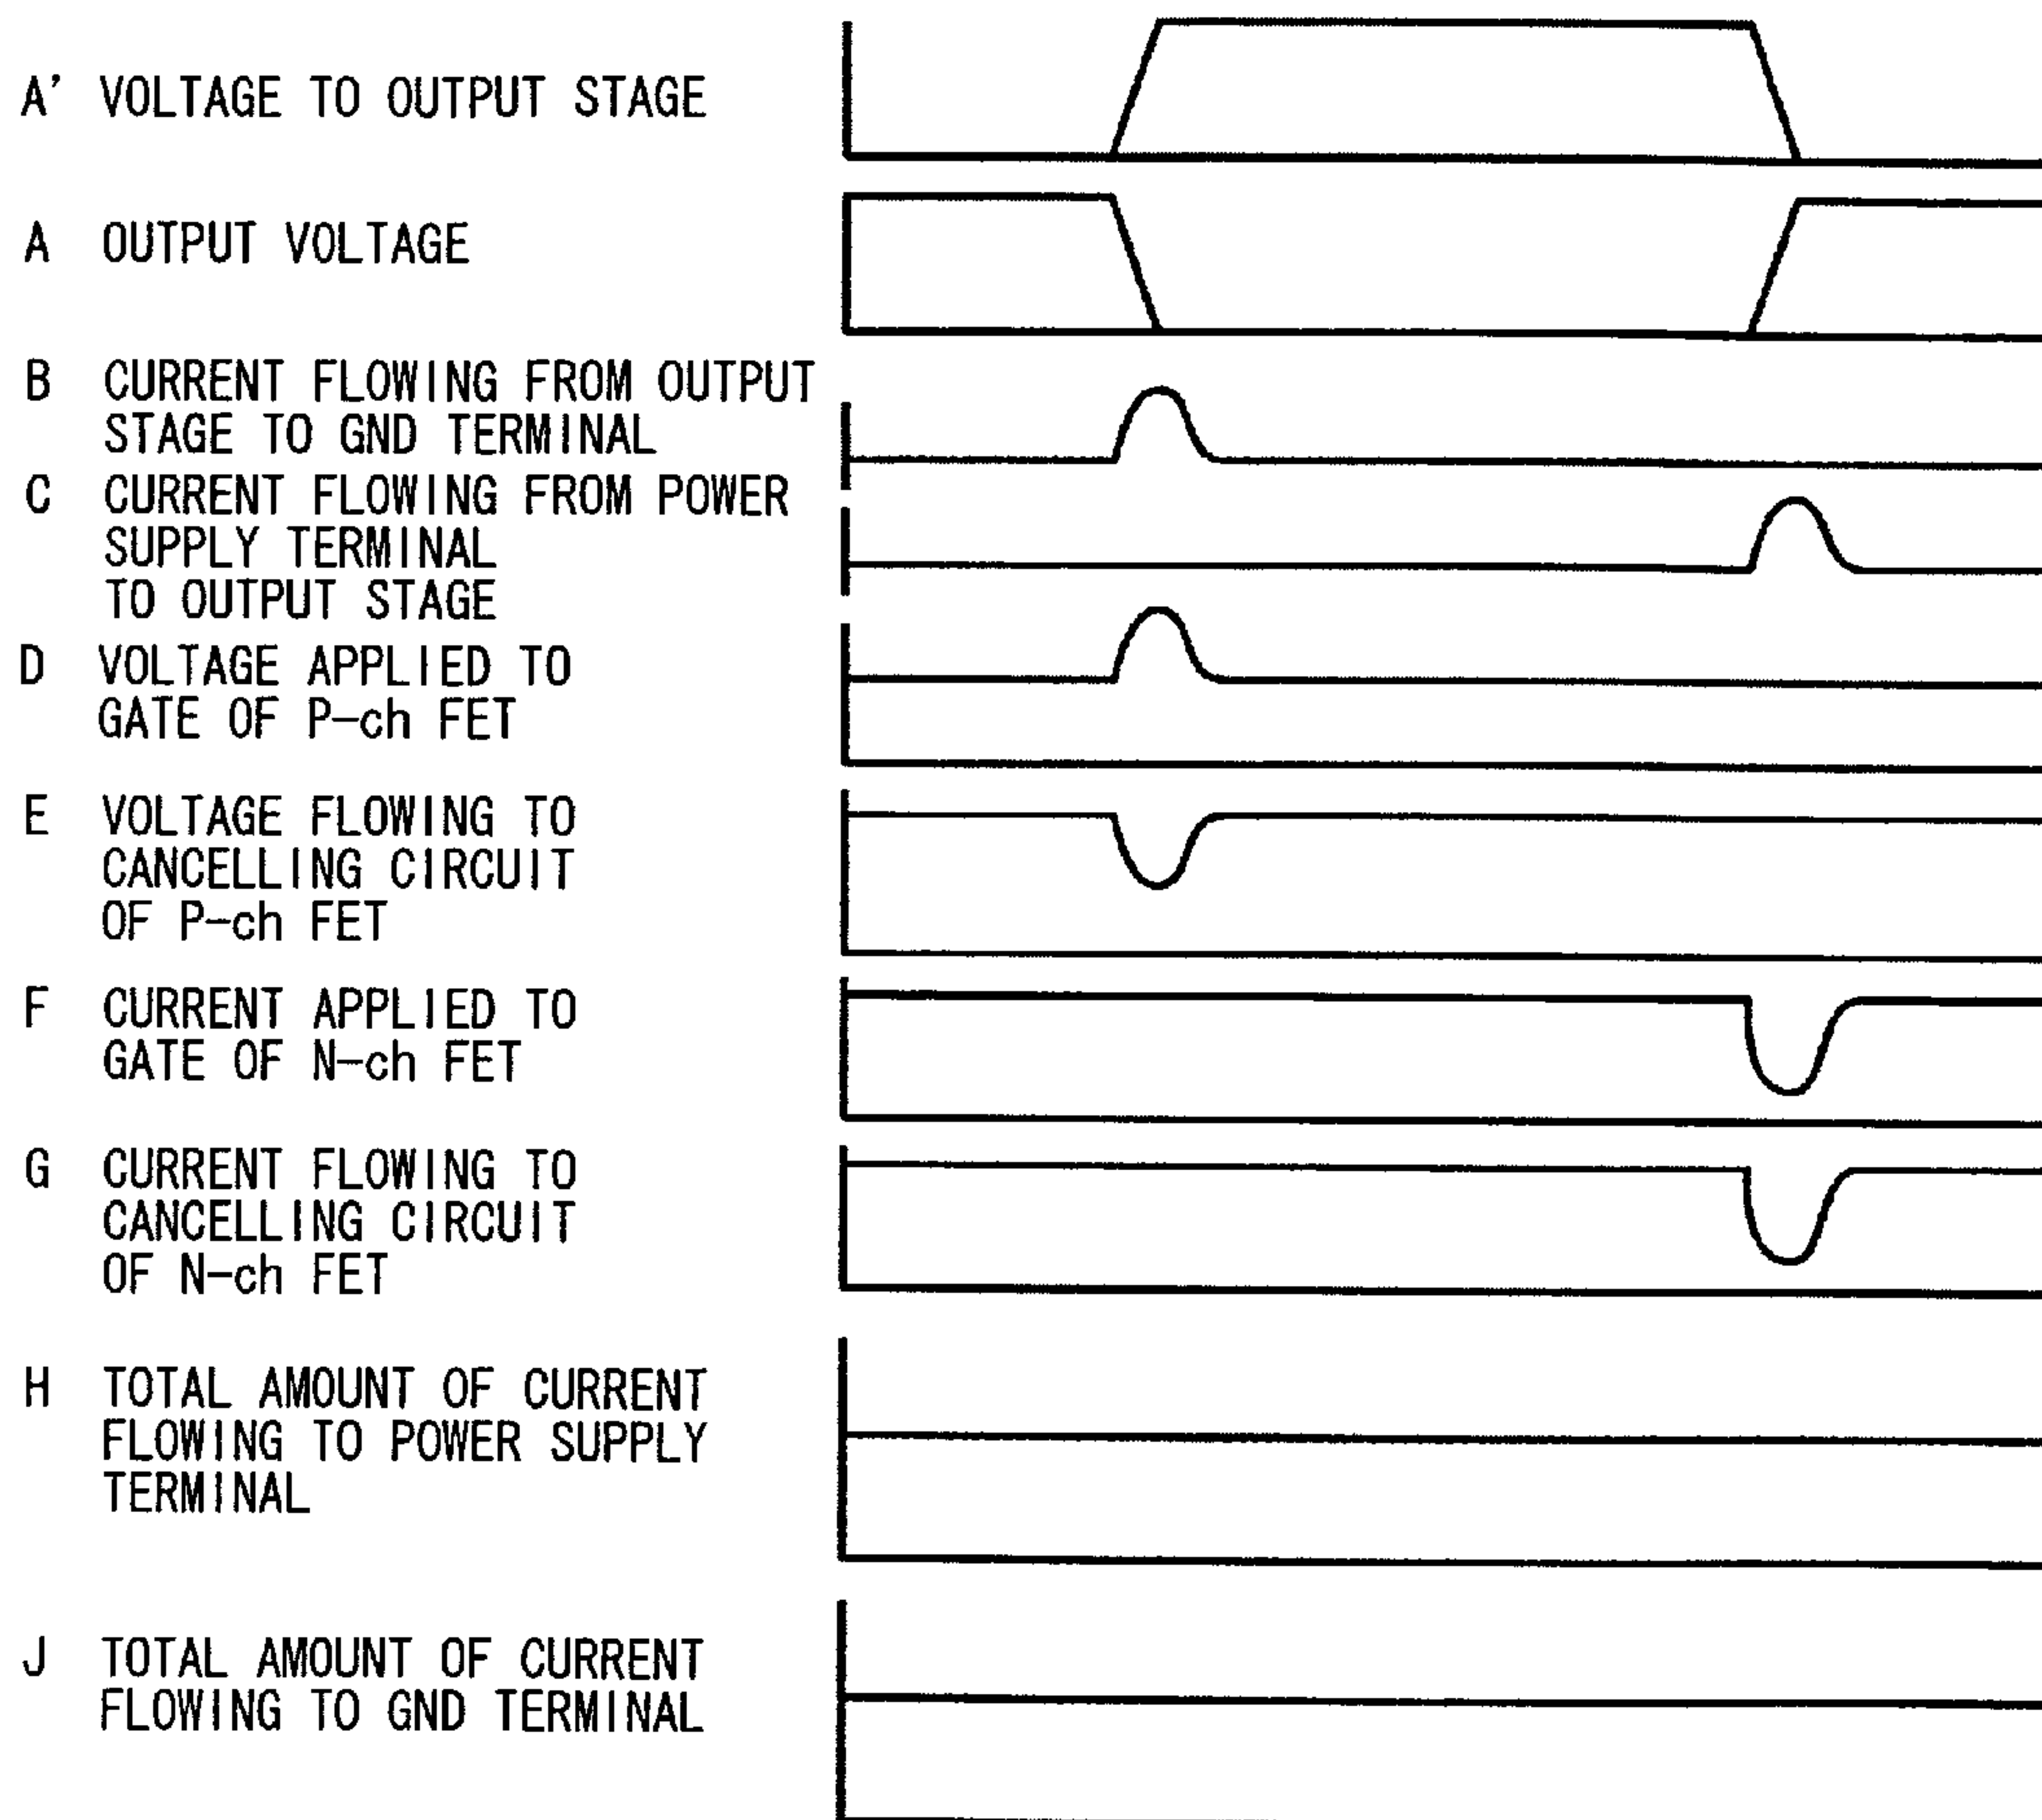 A' VOLTAGE TO OUTPUT STAGE
A OUTPUT VOLTAGE
B CURRENT FLOWING FROM OUTPUT
STAGE TO GND TERMINAL
C CURRENT FLOWING FROM POWER
SUPPLY TERMINAL
TO OUTPUT STAGE
D VOLTAGE APPLIED TO
GATE OF P-ch FET
E VOLTAGE FLOWING TO
CANCELLING CIRCUIT
OF P-ch FET
F CURRENT APPLIED TO
GATE OF N-ch FET
G CURRENT FLOWING TO
CANCELLING CIRCUIT
OF N-ch FET
H TOTAL AMOUNT OF CURRENT
FLOWING TO POWER SUPPLY
TERMINAL
J TOTAL AMOUNT OF CURRENT
FLOWING TO GND TERMINAL